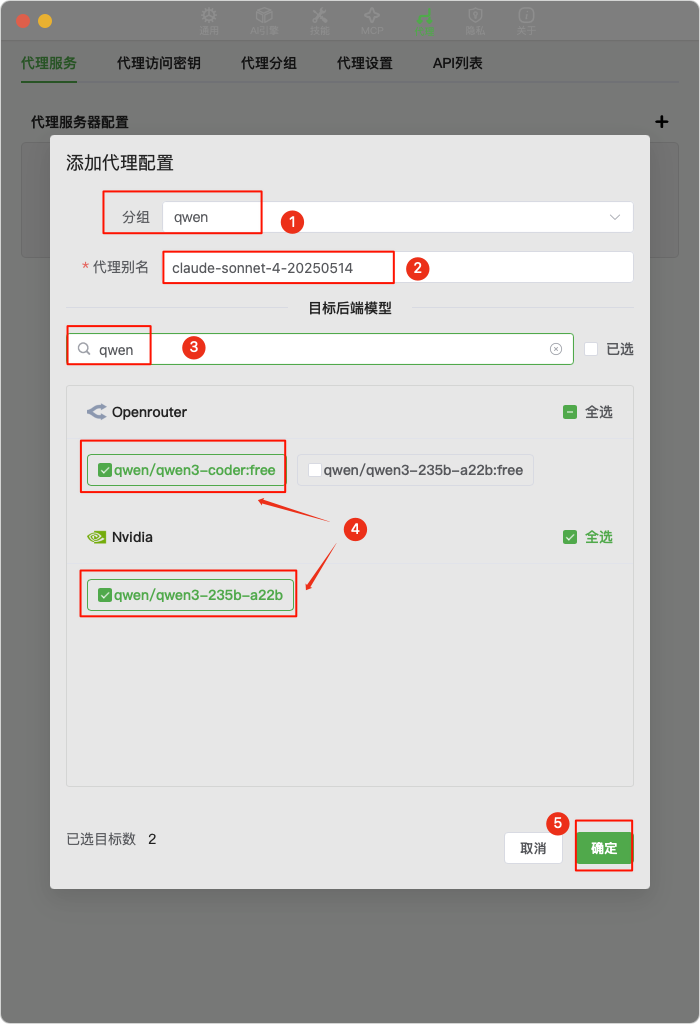 通用 AI引擎 技能 MCP 隐私 关于
代理服务 代理访问密钥 代理分组 代理设置 API列表
代理服务器配置
添加代理配置
分组 qwen 1
* 代理别名 claude-sonnet-4-20250514 2
目标后端模型
qwen 3 已选
Openrouter 全选
qwen/qwen3-coder:free qwen/qwen3-235b-a22b:free
4
Nvidia 全选
qwen/qwen3-235b-a22b
5
已选目标数 2
取消 确定